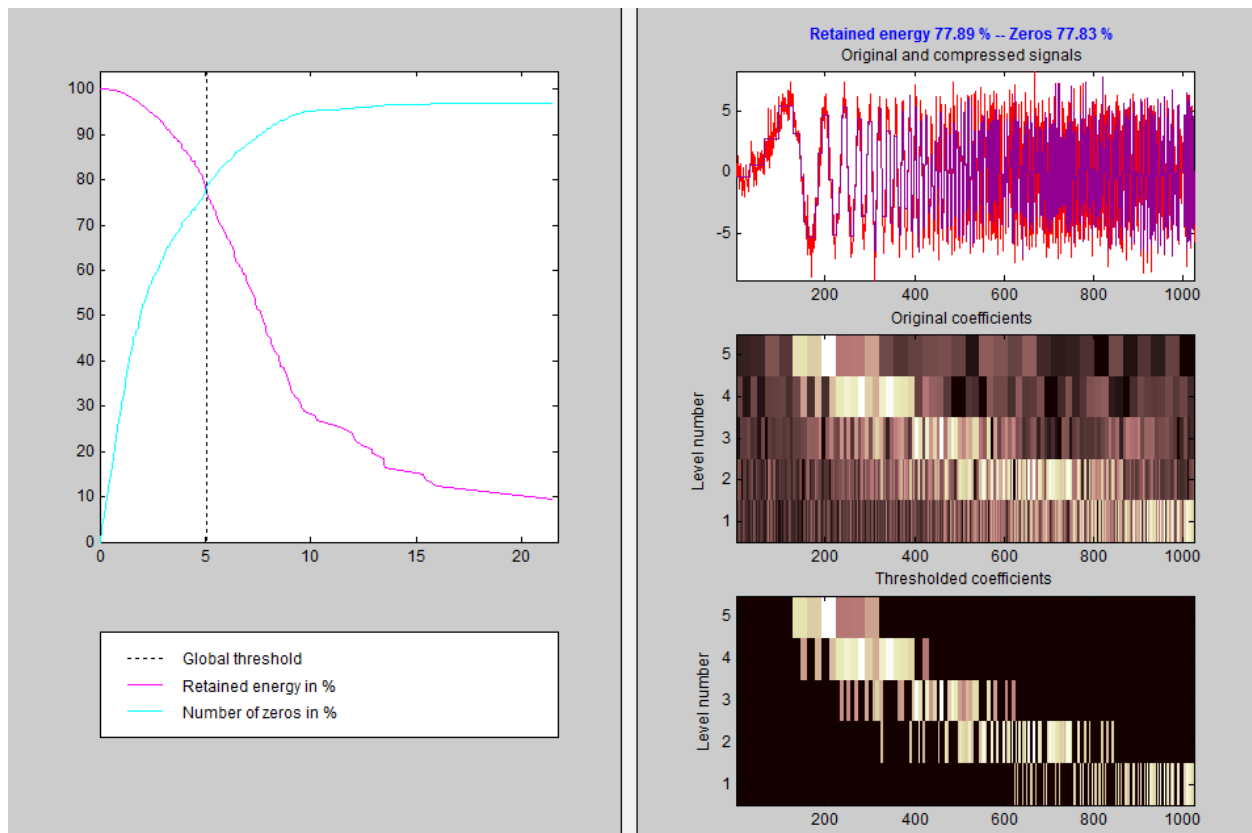 100
90
80
70
60
50
40
30
20
10
0
0 5 10 15 20
Global threshold
Retained energy in %
Number of zeros in %
Retained energy 77.89 % -- Zeros 77.83 %
Original and compressed signals
5
0
-5
200 400 600 800 1000
Original coefficients
Level number
5
4
3
2
1
200 400 600 800 1000
Thresholded coefficients
Level number
5
4
3
2
1
200 400 600 800 1000